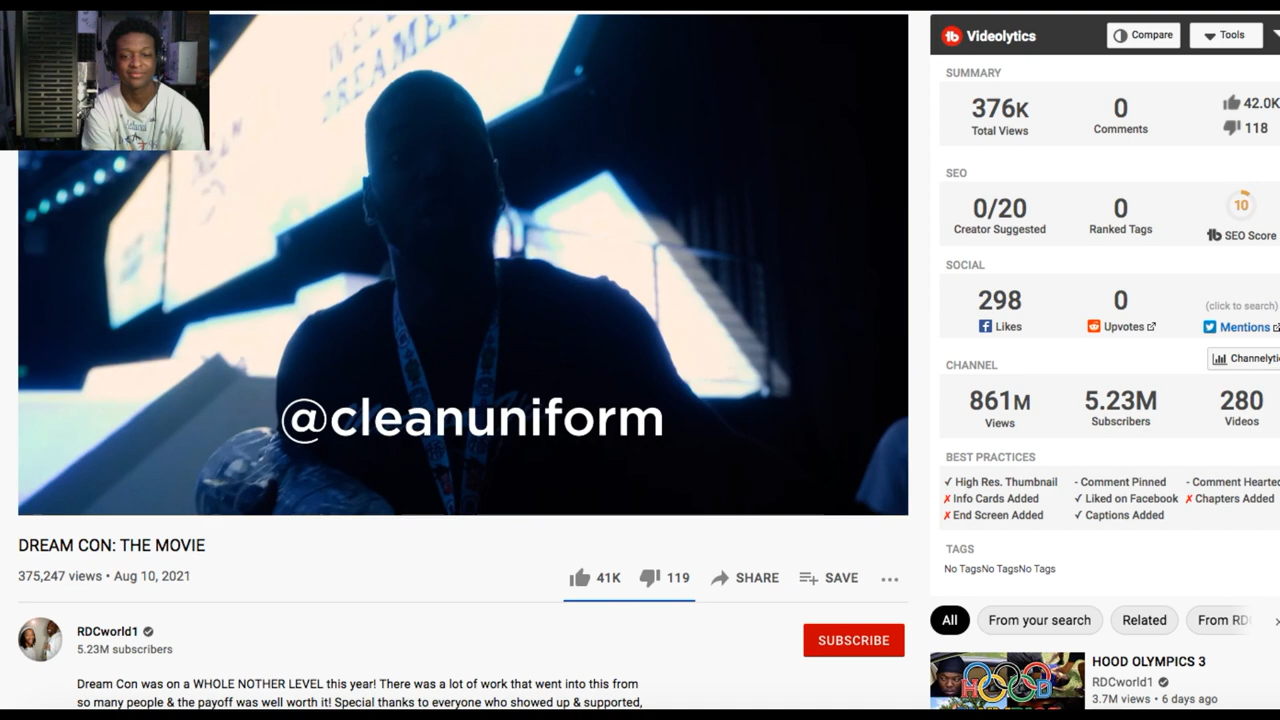 WEL
DREAMER
@cleanuniform
DREAM CON: THE MOVIE
375,247 views • Aug 10, 2021
41K
119
SHARE
SAVE
...
RDCworld1
5.23M subscribers
SUBSCRIBE
Dream Con was on a WHOLE NOTHER LEVEL this year! There was a lot of work that went into this from
so many people & the payoff was well worth it! Special thanks to everyone who showed up & supported,
tb Videolytics
Compare
Tools
SUMMARY
376K
Total Views
0
Comments
42.0K
118
SEO
0/20
Creator Suggested
0
Ranked Tags
10
tb SEO Score
SOCIAL
298
f Likes
0
Upvotes
(click to search)
Mentions
CHANNEL
Channelyti
861M
Views
5.23M
Subscribers
280
Videos
BEST PRACTICES
✓ High Res. Thumbnail
- Comment Pinned
- Comment Hearted
✗ Info Cards Added
✓ Liked on Facebook
✗ Chapters Added
✗ End Screen Added
✓ Captions Added
TAGS
No TagsNo TagsNo Tags
All
From your search
Related
From RD
HOOD OLYMPICS 3
RDCworld1
3.7M views • 6 days ago